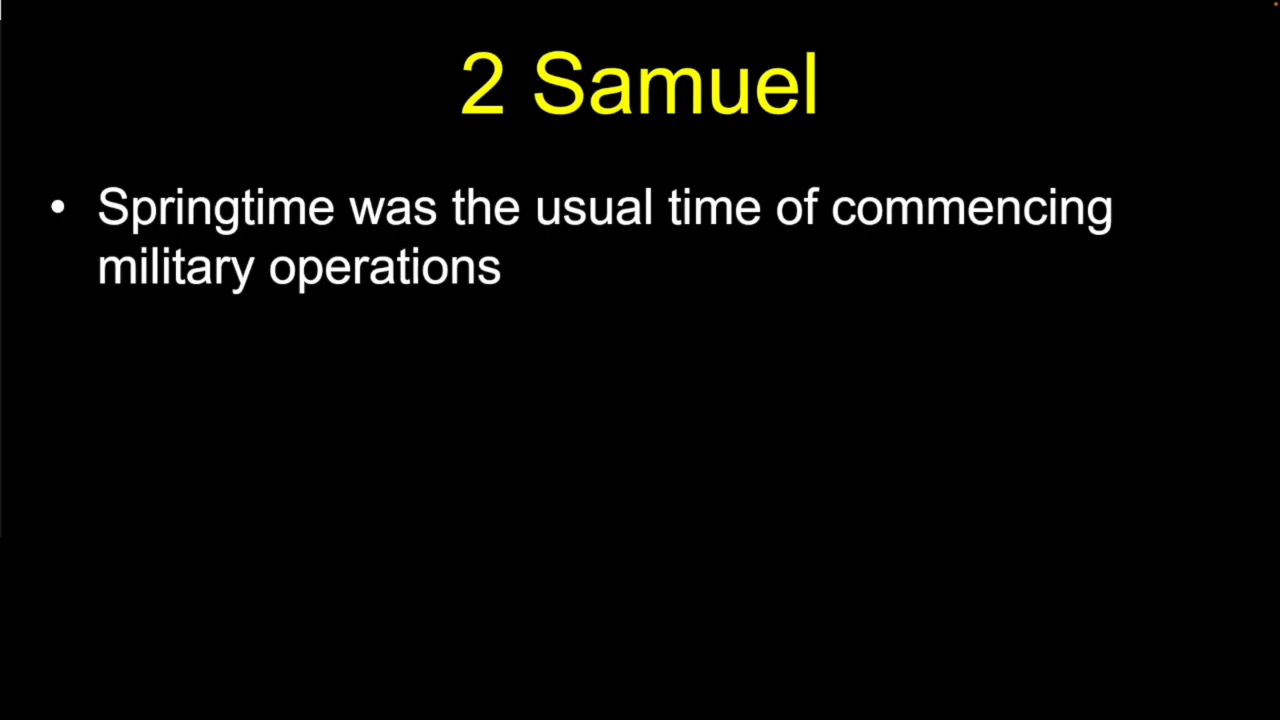 2 Samuel
• Springtime was the usual time of commencing
military operations